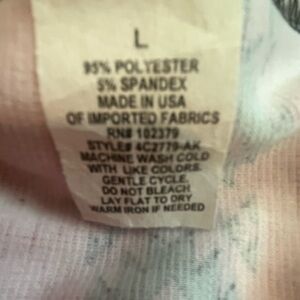 L
95% POLYESTER
5% SPANDEX
MADE IN USA
OF IMPORTED FABRICS
RN# 102379
STYLE# 4C2779-AK
MACHINE WASH COLD
WITH LIKE COLORS.
GENTLE CYCLE.
DO NOT BLEACH.
LAY FLAT TO DRY
WARM IRON IF NEEDED